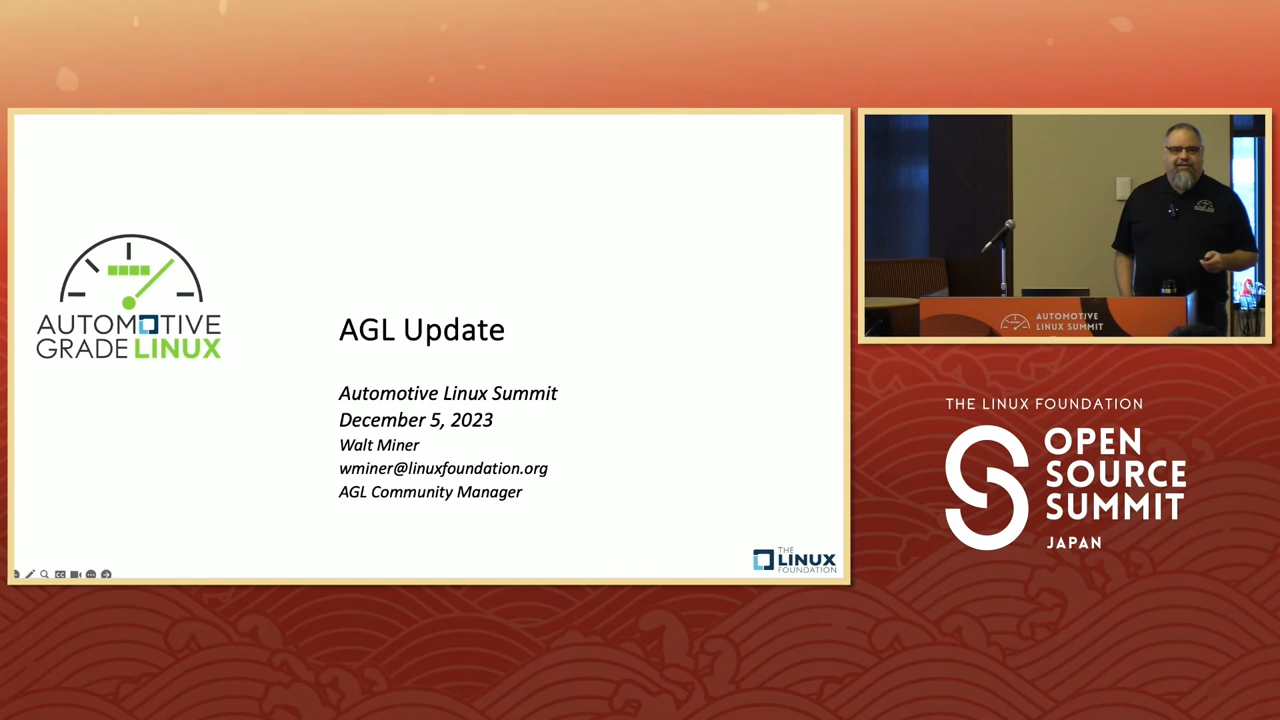 AUTOMOTIVE
GRADE LINUX
AGL Update
Automotive Linux Summit
December 5, 2023
Walt Miner
wminer@linuxfoundation.org
AGL Community Manager
THE
LINUX
FOUNDATION
AUTOMOTIVE
LINUX SUMMIT
THE LINUX FOUNDATION
OPEN
SOURCE
SUMMIT
JAPAN